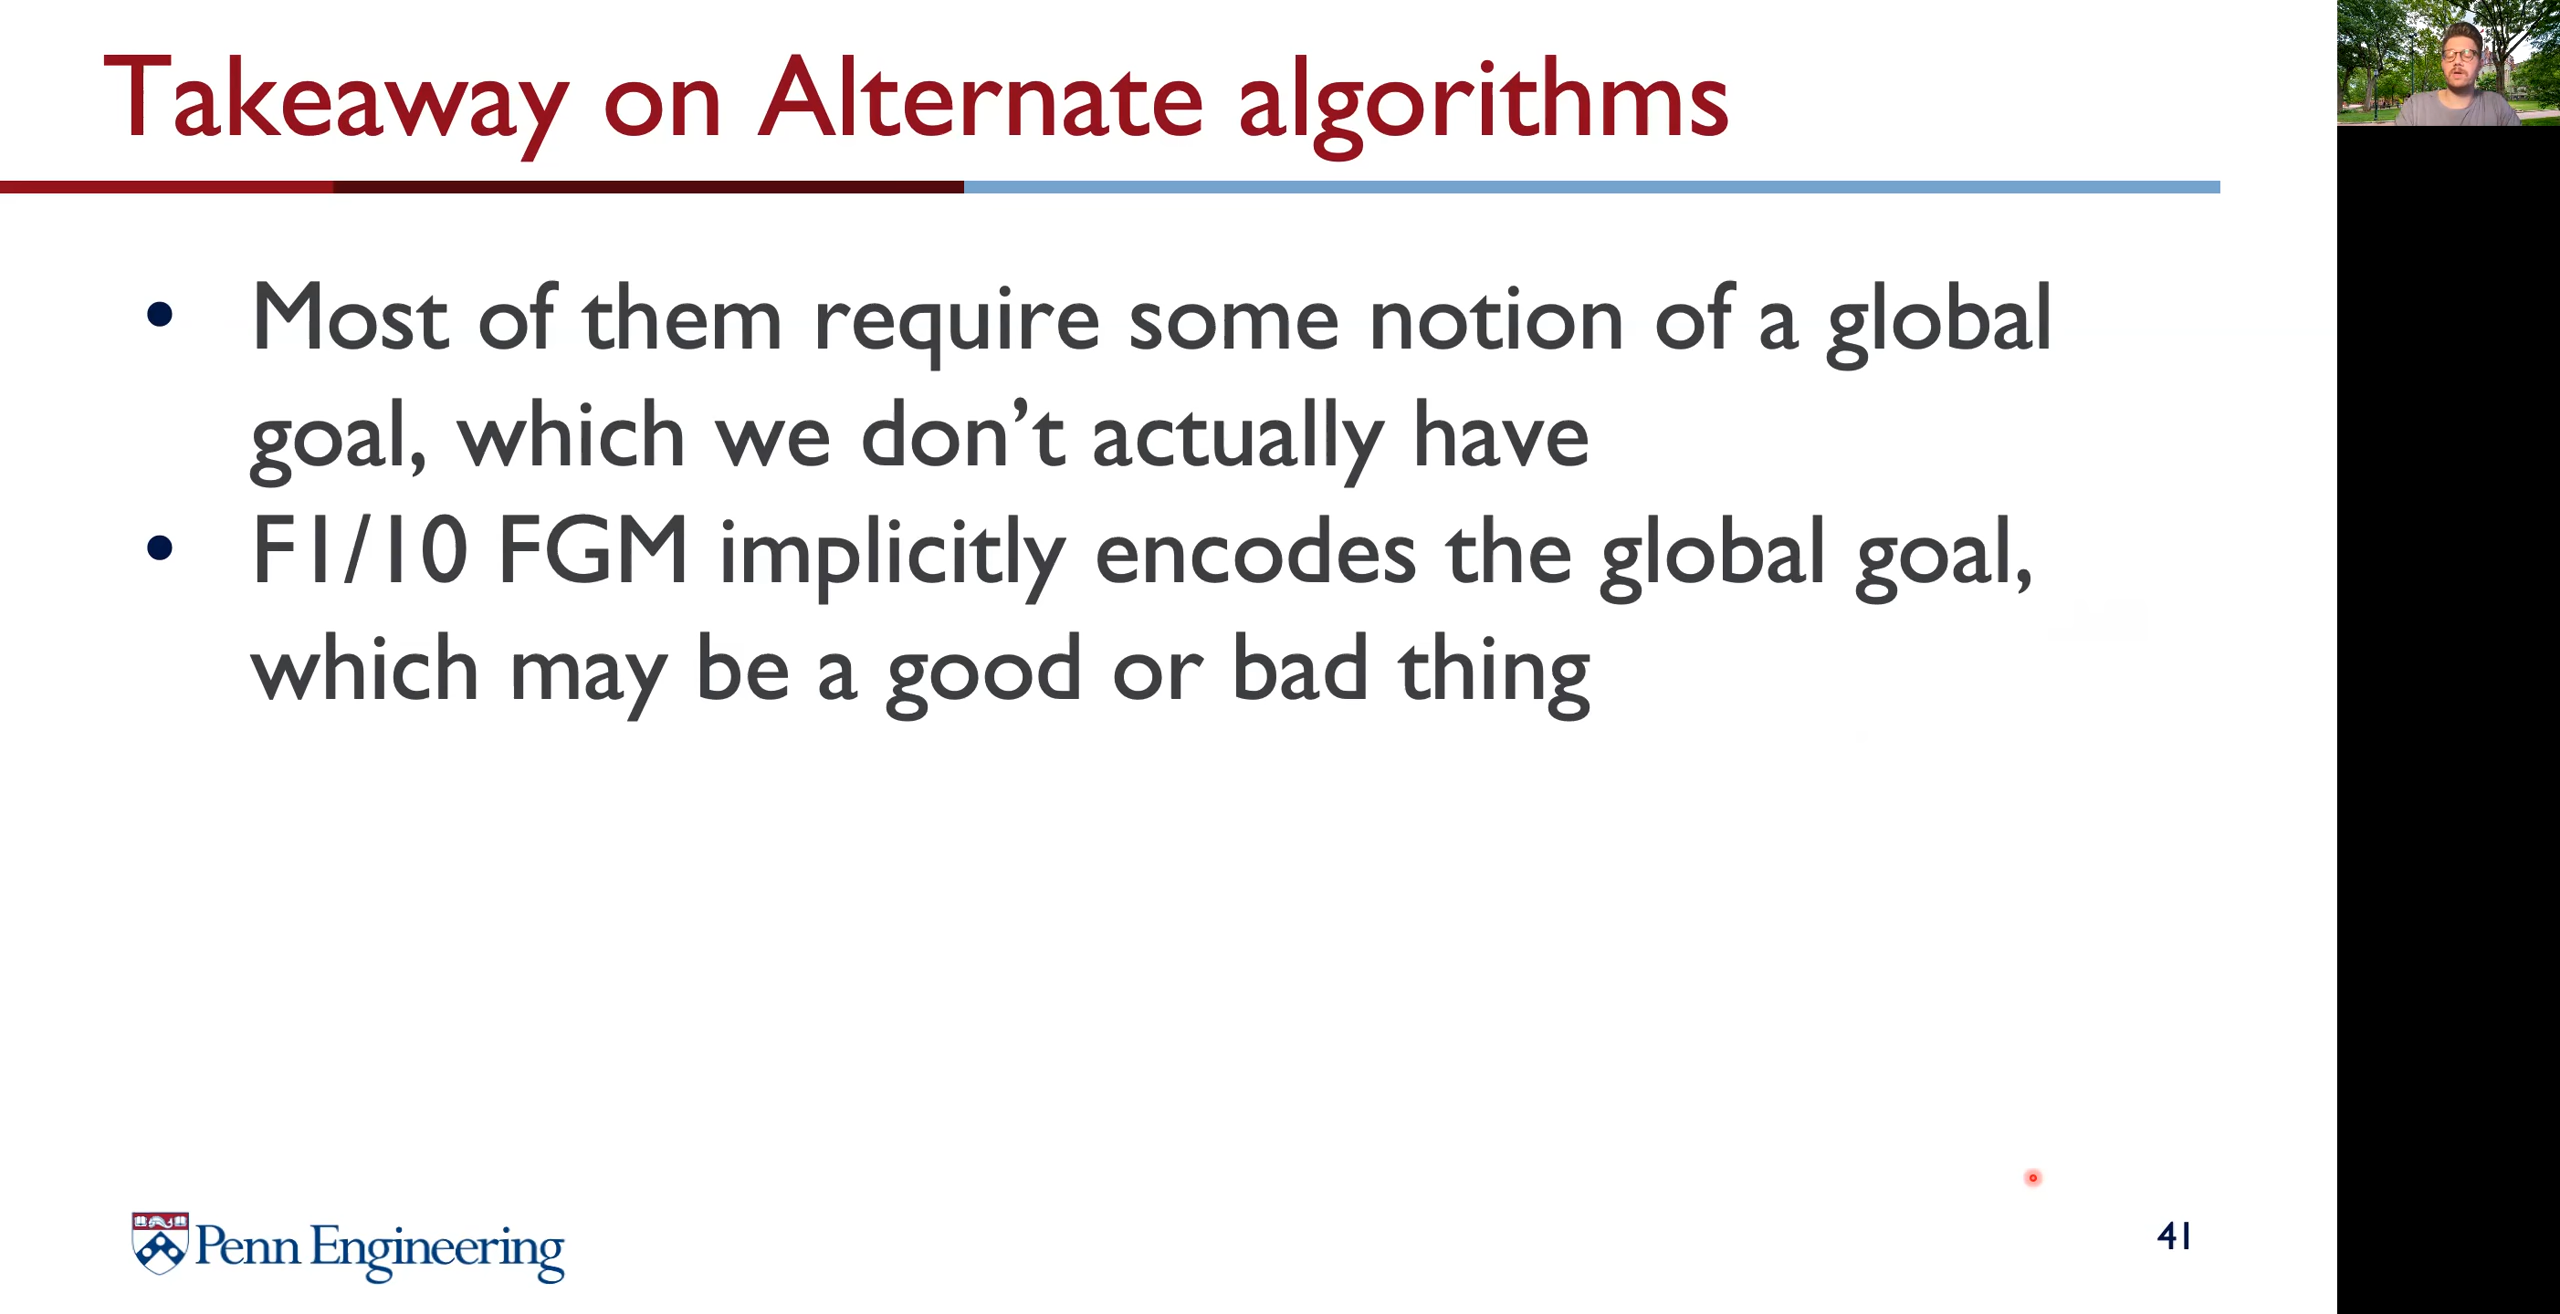 Takeaway on Alternate algorithms
• Most of them require some notion of a global
goal, which we don’t actually have
• F1/10 FGM implicitly encodes the global goal,
which may be a good or bad thing
Penn Engineering
41